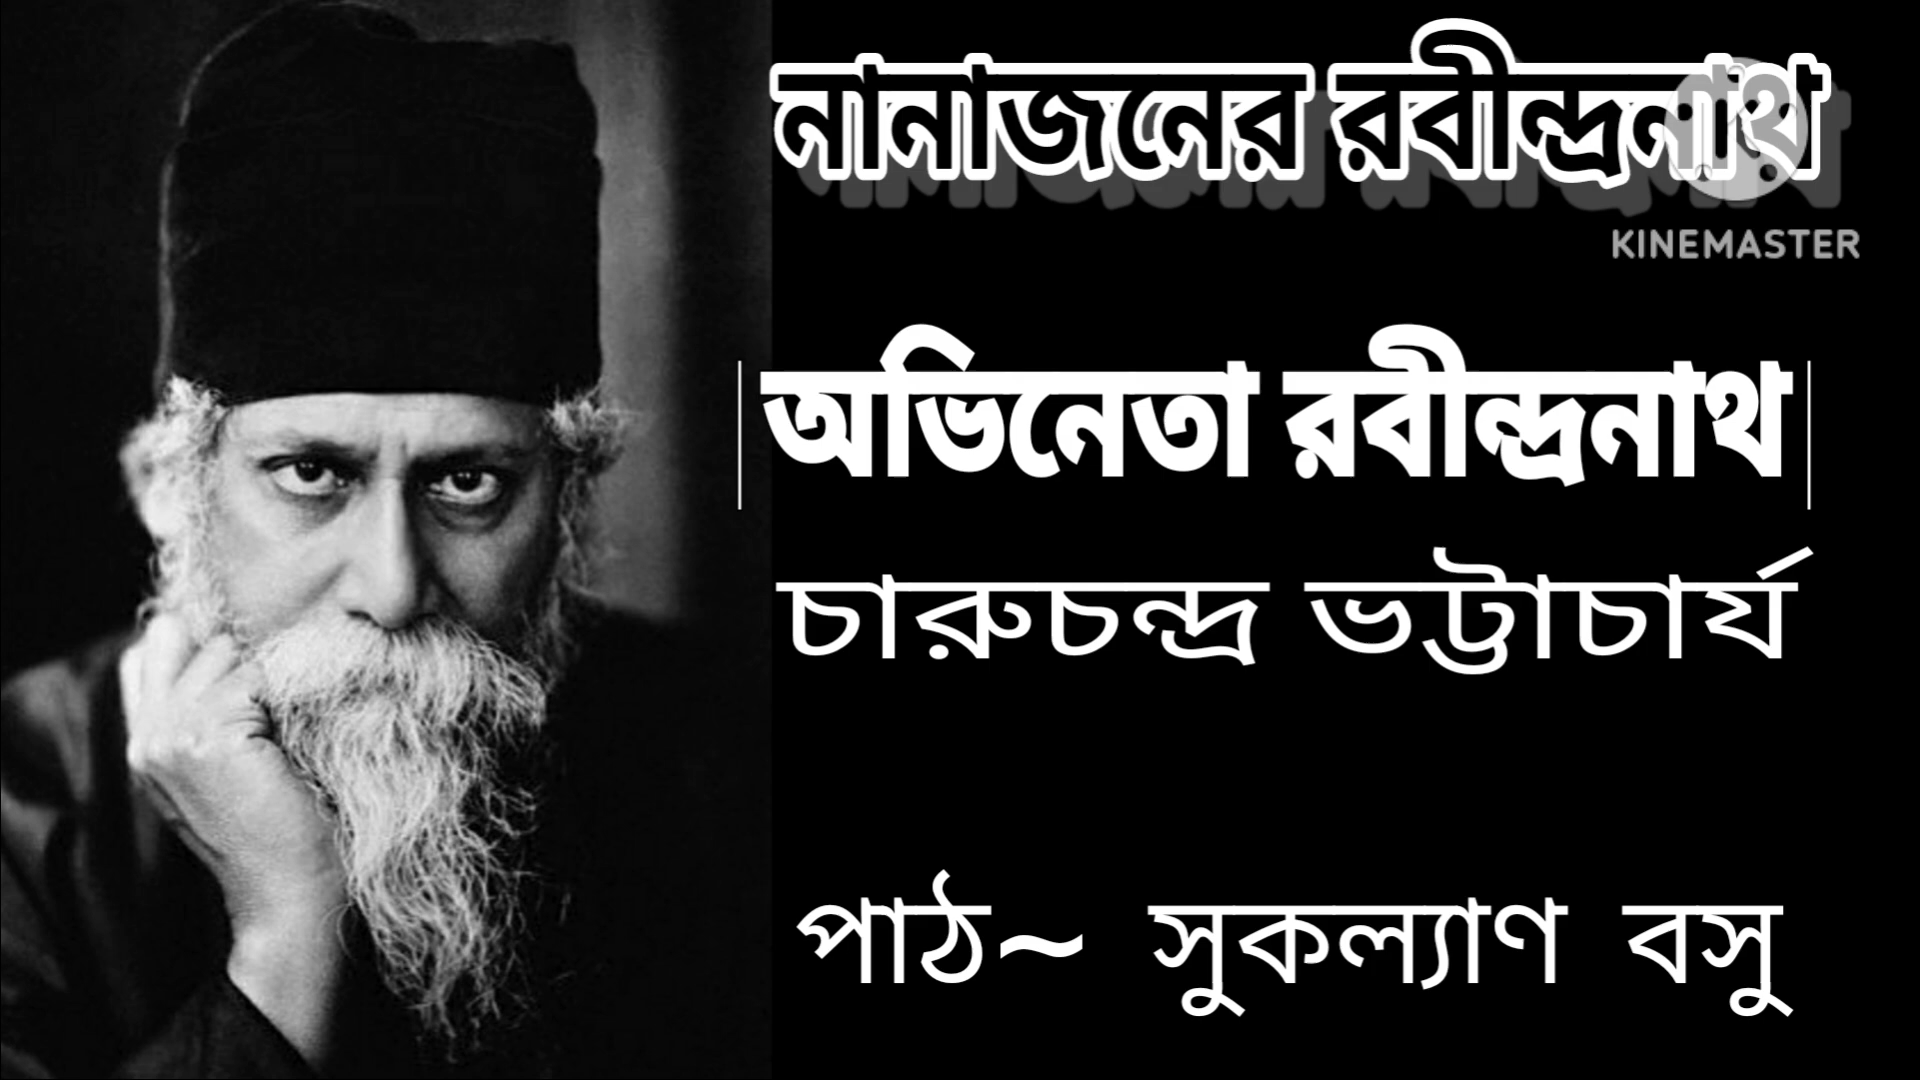 নানাজনের রবীন্দ্রনাথ
KINEMASTER
অভিনেতা রবীন্দ্রনাথ
চারুচন্দ্র ভট্টাচার্য
পাঠ~ সুকল্যাণ বসু